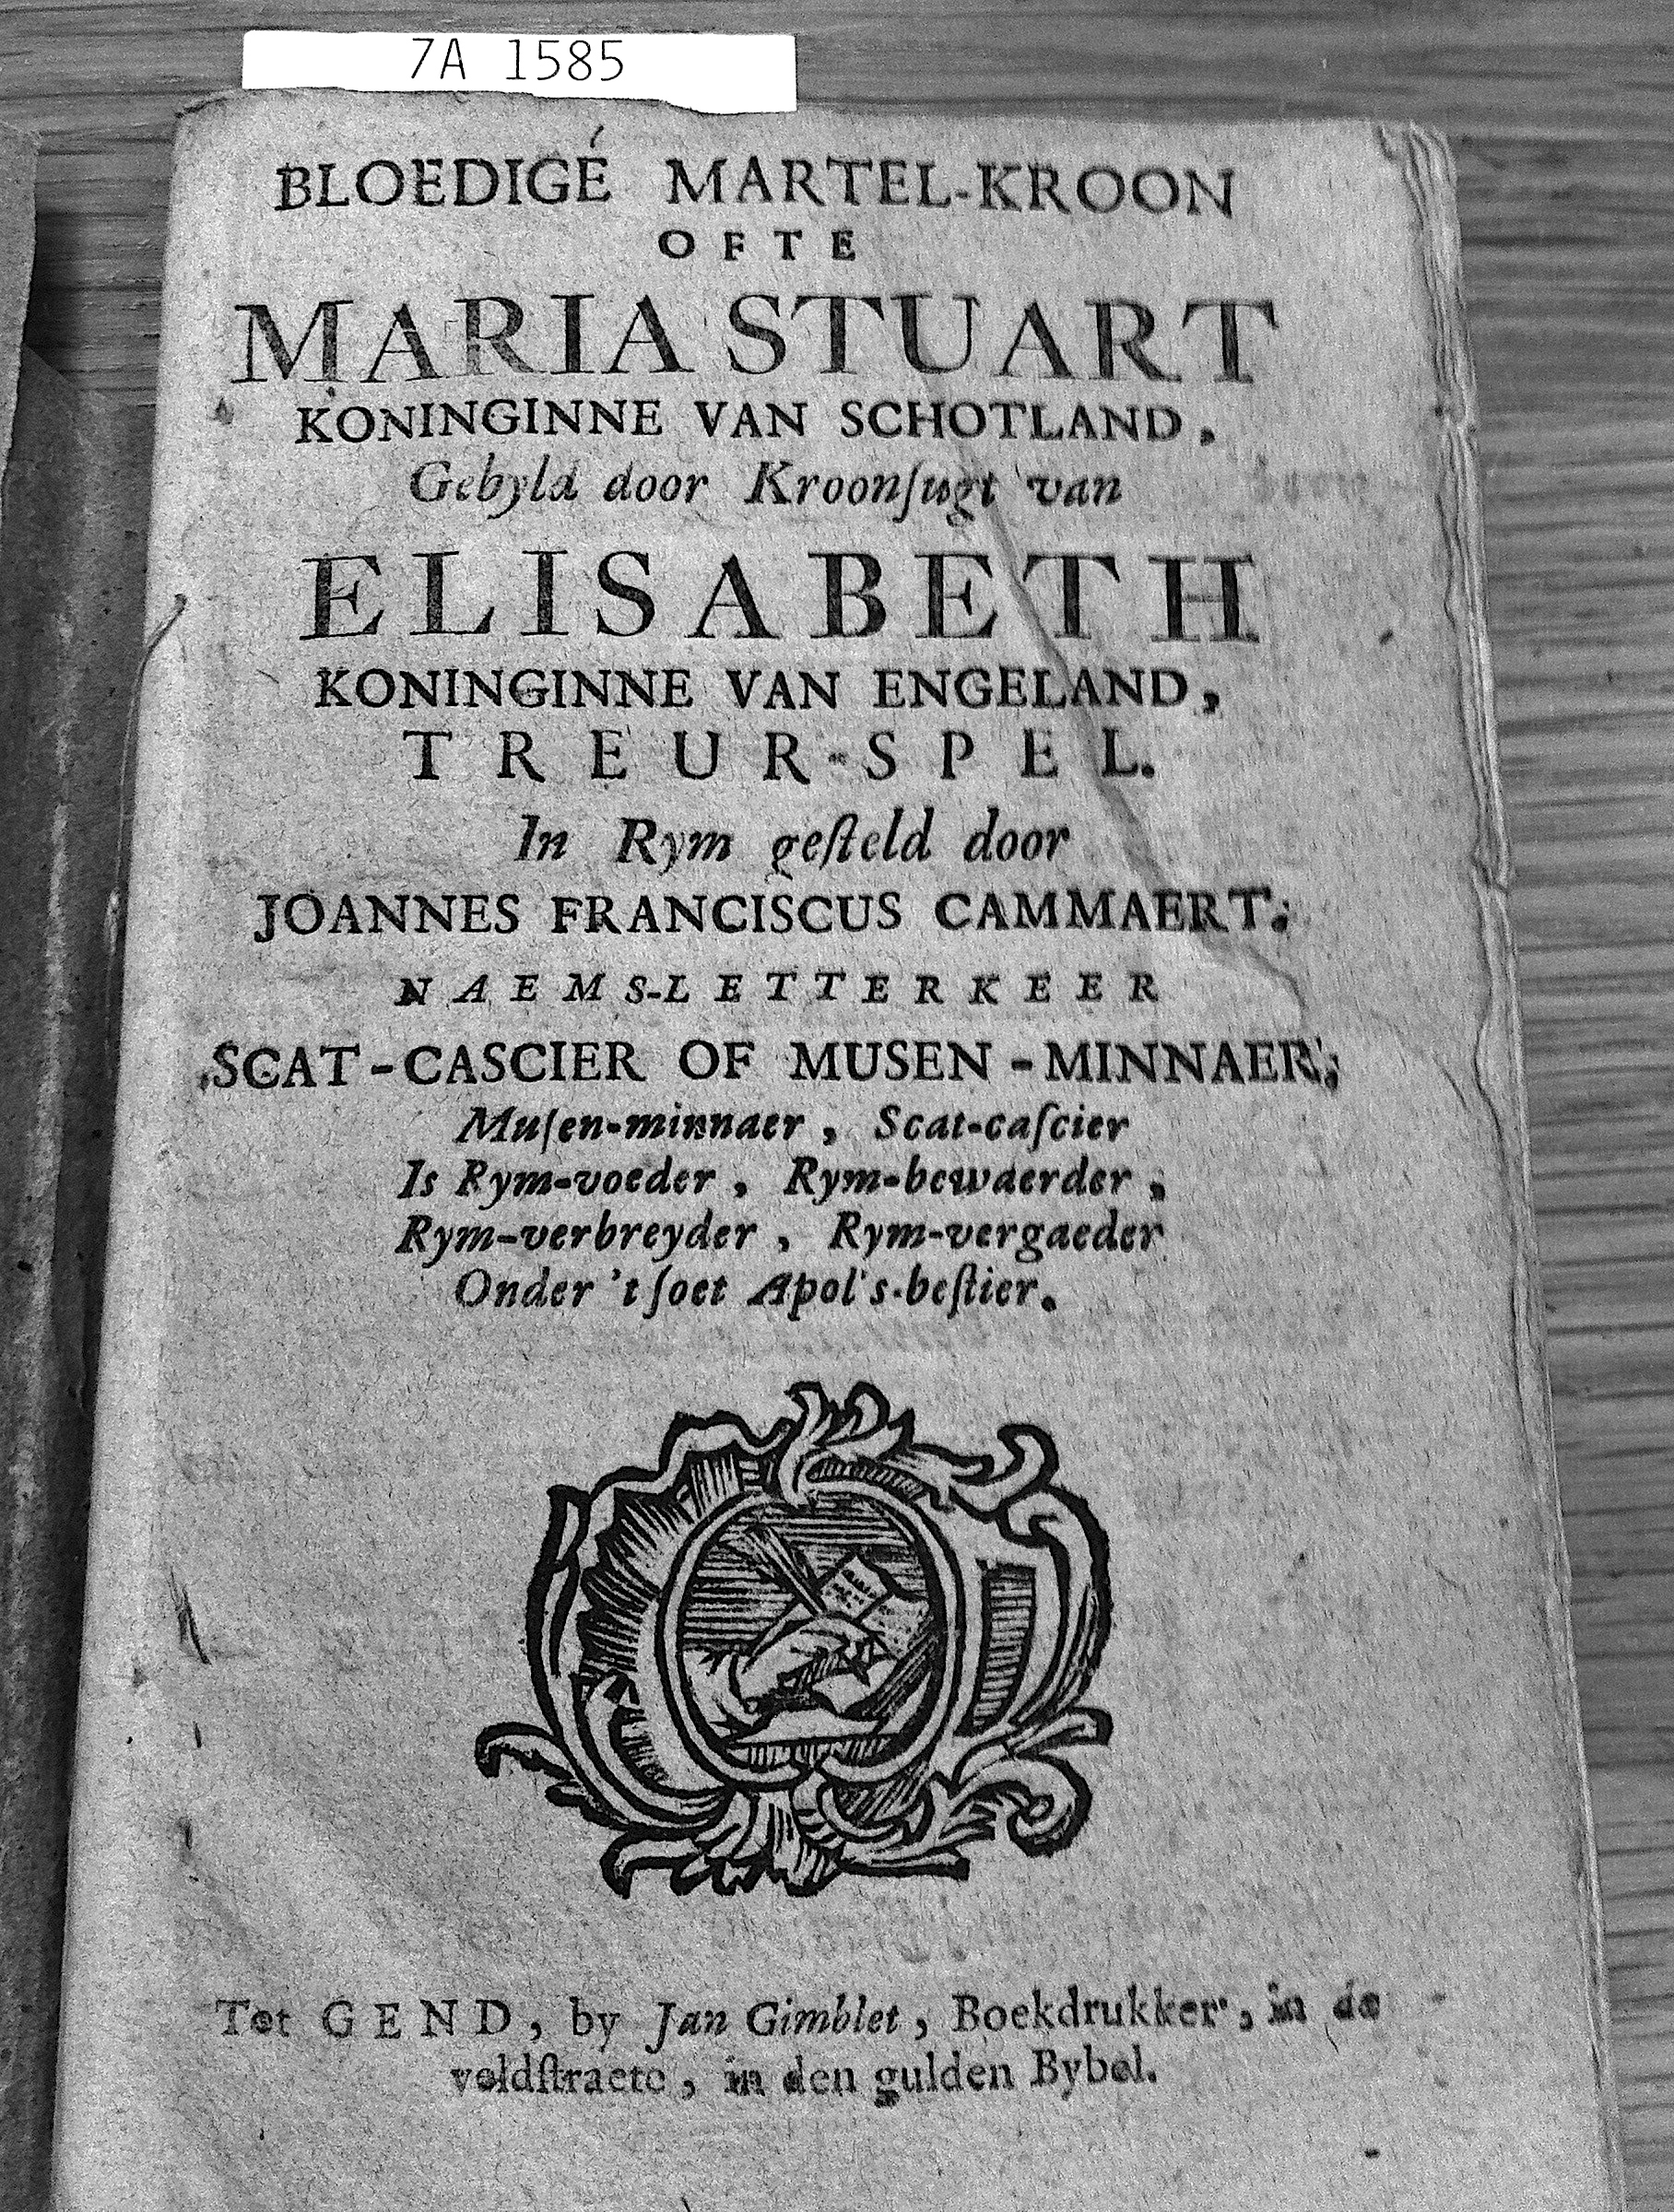 7A 1585
BLOEDIGÉ MARTEL-KROON
OFTE
MARIA STUART
KONINGINNE VAN SCHOTLAND,
Gebyld door Kroonſugt van
ELISABETH
KONINGINNE VAN ENGELAND,
TREUR-SPEL.
In Rym geſteld door
JOANNES FRANCISCUS CAMMAERT.
NAEMS-LETTERKEER
SCAT-CASCIER OF MUSEN-MINNAER;
Muſen-minnaer, Scat-caſcier
Is Rym-voeder, Rym-bewaerder,
Rym-verbreyder, Rym-vergaeder
Onder 't ſoet Apol's-beſtier.
Tot GEND, by Jan Gimblet, Boekdrukker, in de
veldſtraete, in den gulden Bybel.